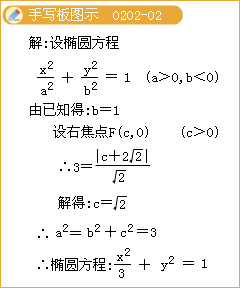 手写板图示 0202-02
解:设椭圆方程
x²/a² + y²/b² = 1 (a>0,b<0)
由已知得:b=1
设右焦点F(c,0) (c>0)
∴3=|c+2√2|/√2
解得:c=√2
∴ a²= b²+c²=3
∴椭圆方程:x²/3 + y² = 1